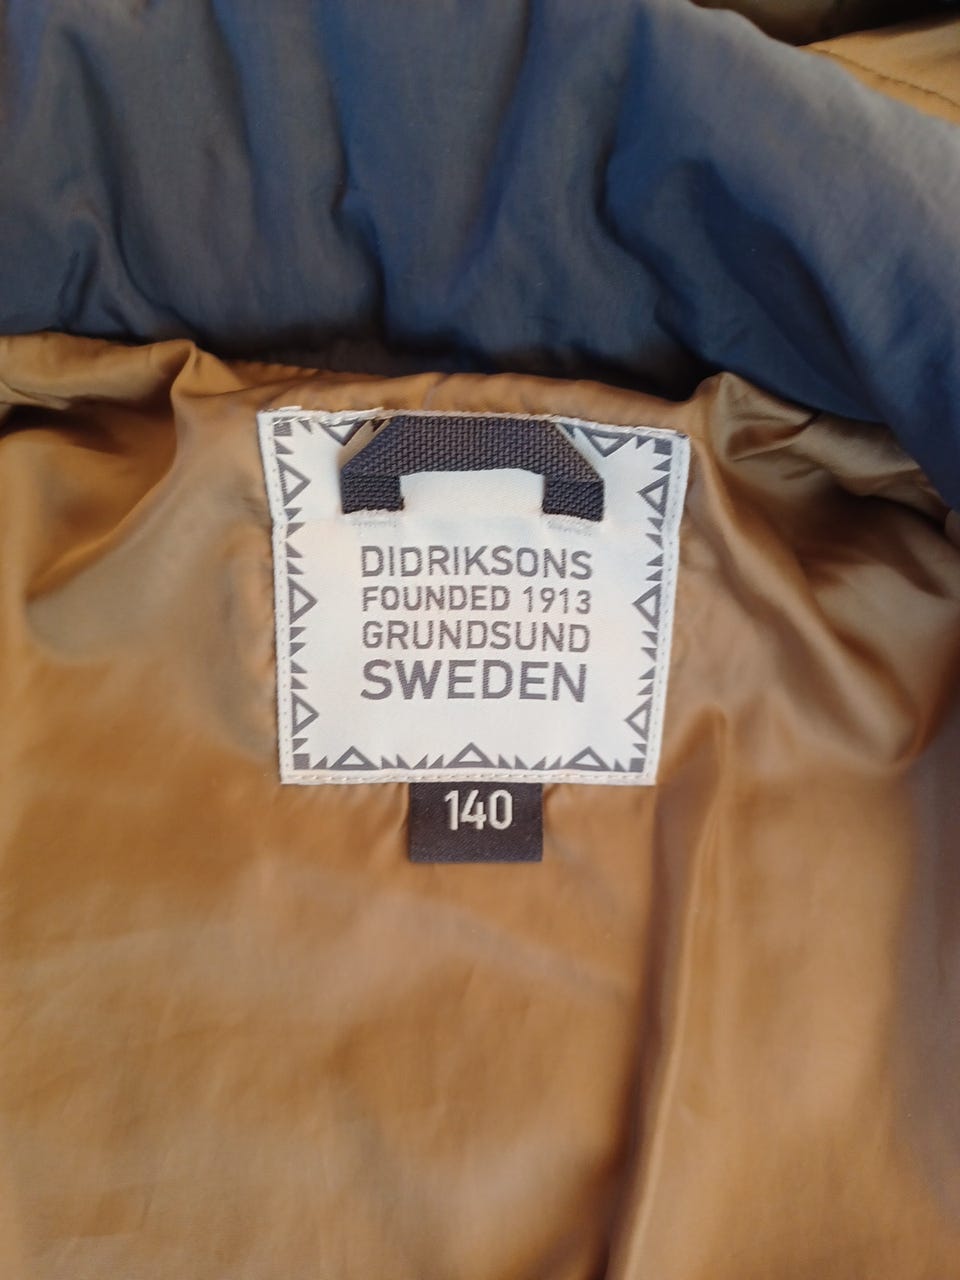 DIDRIKSONS
FOUNDED 1913
GRUNDSUND
SWEDEN
140